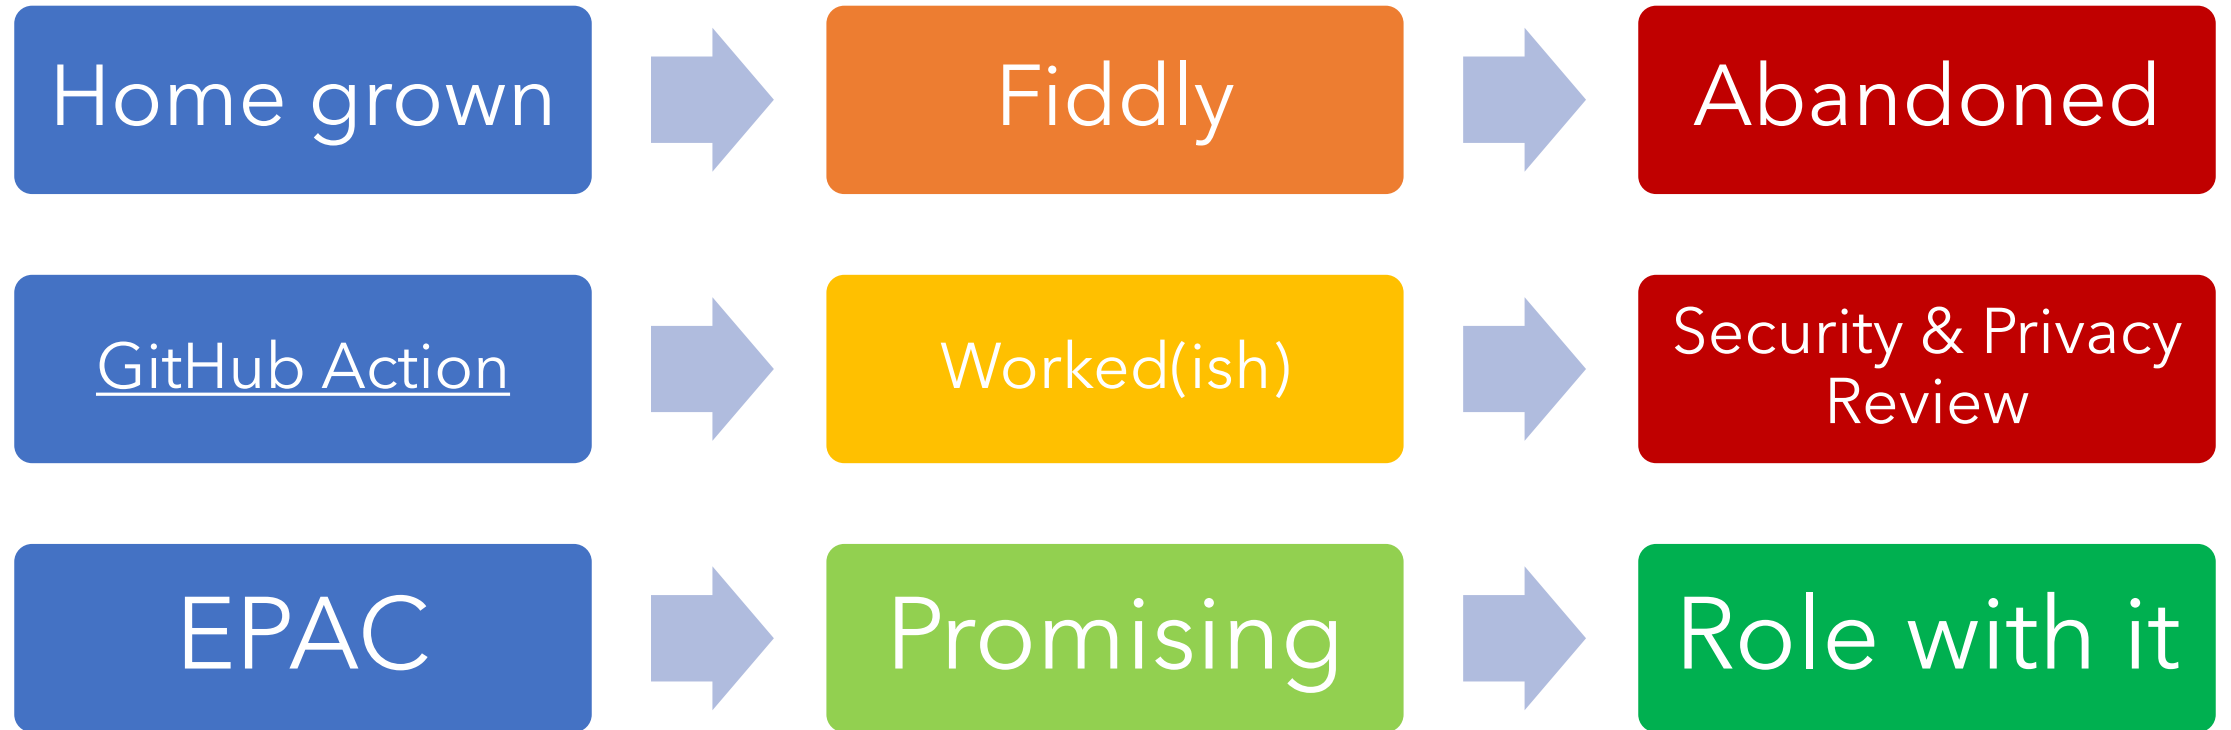 Home grown
Fiddly
Abandoned
GitHub Action
Worked(ish)
Security & Privacy
Review
EPAC
Promising
Role with it